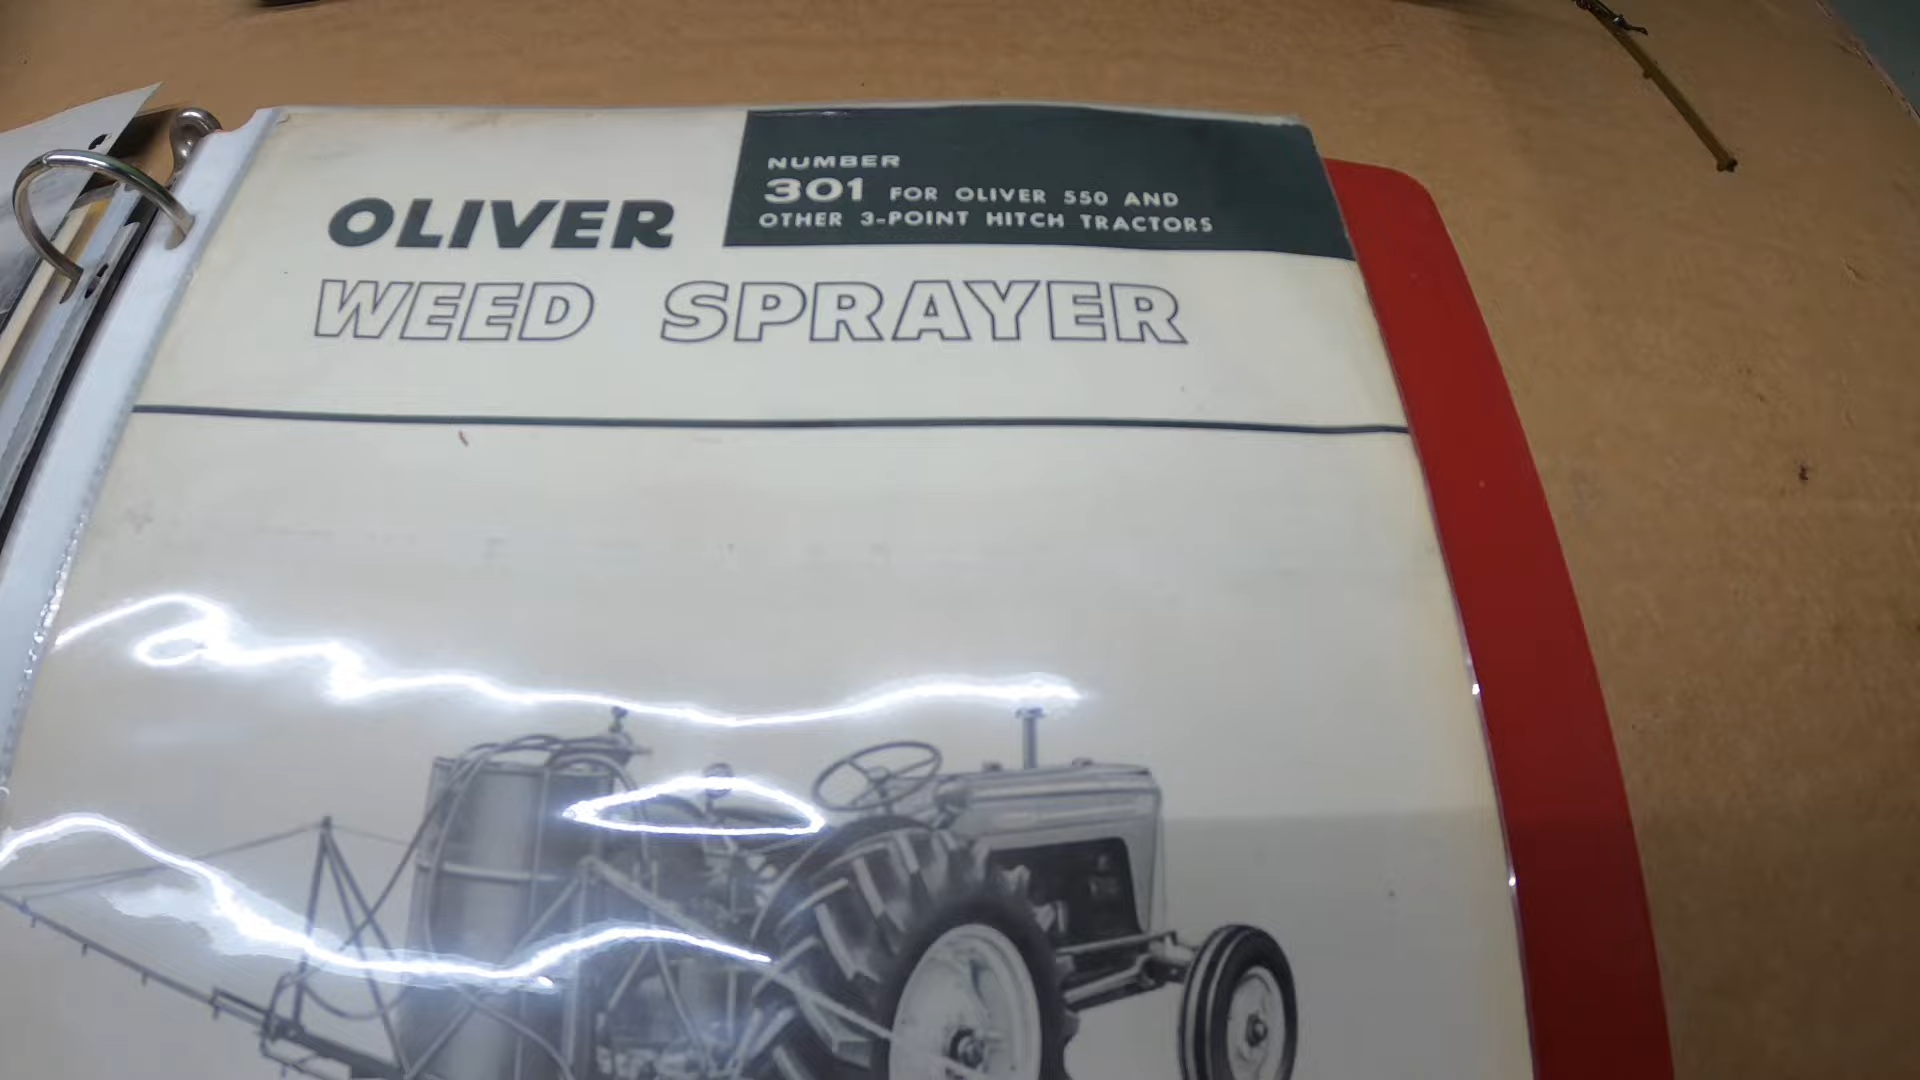 NUMBER
301 FOR OLIVER 550 AND
OTHER 3-POINT HITCH TRACTORS
OLIVER
WEED SPRAYER